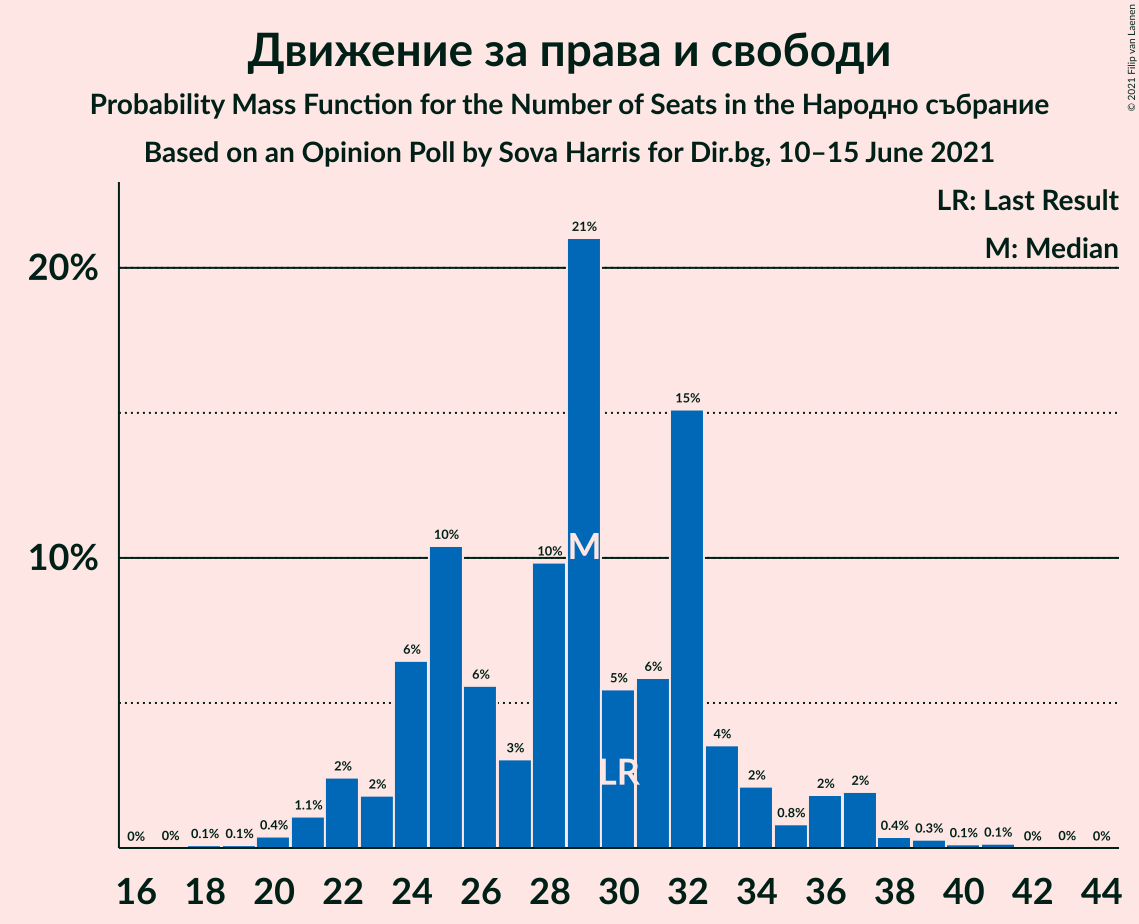 Движение за права и свободи
Probability Mass Function for the Number of Seats in the Народно събрание
Based on an Opinion Poll by Sova Harris for Dir.bg, 10–15 June 2021
© 2021 Filip van Laenen
LR: Last Result
M: Median
20%
10%
0% 0% 0.1% 0.1% 0.4% 1.1% 2% 2% 6% 10% 6% 3% 10% 21% 5% 6% 15% 4% 2% 0.8% 2% 2% 0.4% 0.3% 0.1% 0.1% 0% 0% 0%
M
LR
16 18 20 22 24 26 28 30 32 34 36 38 40 42 44